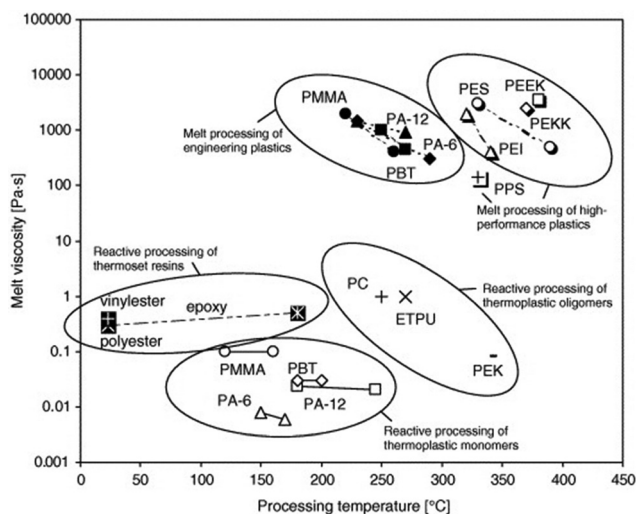 100000
10000
1000
100
10
1
0.1
0.01
0.001
Melt viscosity [Pa·s]
0
50
100
150
200
250
300
350
400
450
Processing temperature [°C]
PMMA
PA-12
PA-6
PBT
Melt processing of
engineering plastics
PES
PEEK
PEKK
PEI
PPS
Melt processing of high-
performance plastics
Reactive processing of
thermoset resins
vinylester
epoxy
polyester
PC
ETPU
PEK
Reactive processing of
thermoplastic oligomers
PMMA
PBT
PA-6
PA-12
Reactive processing of
thermoplastic monomers